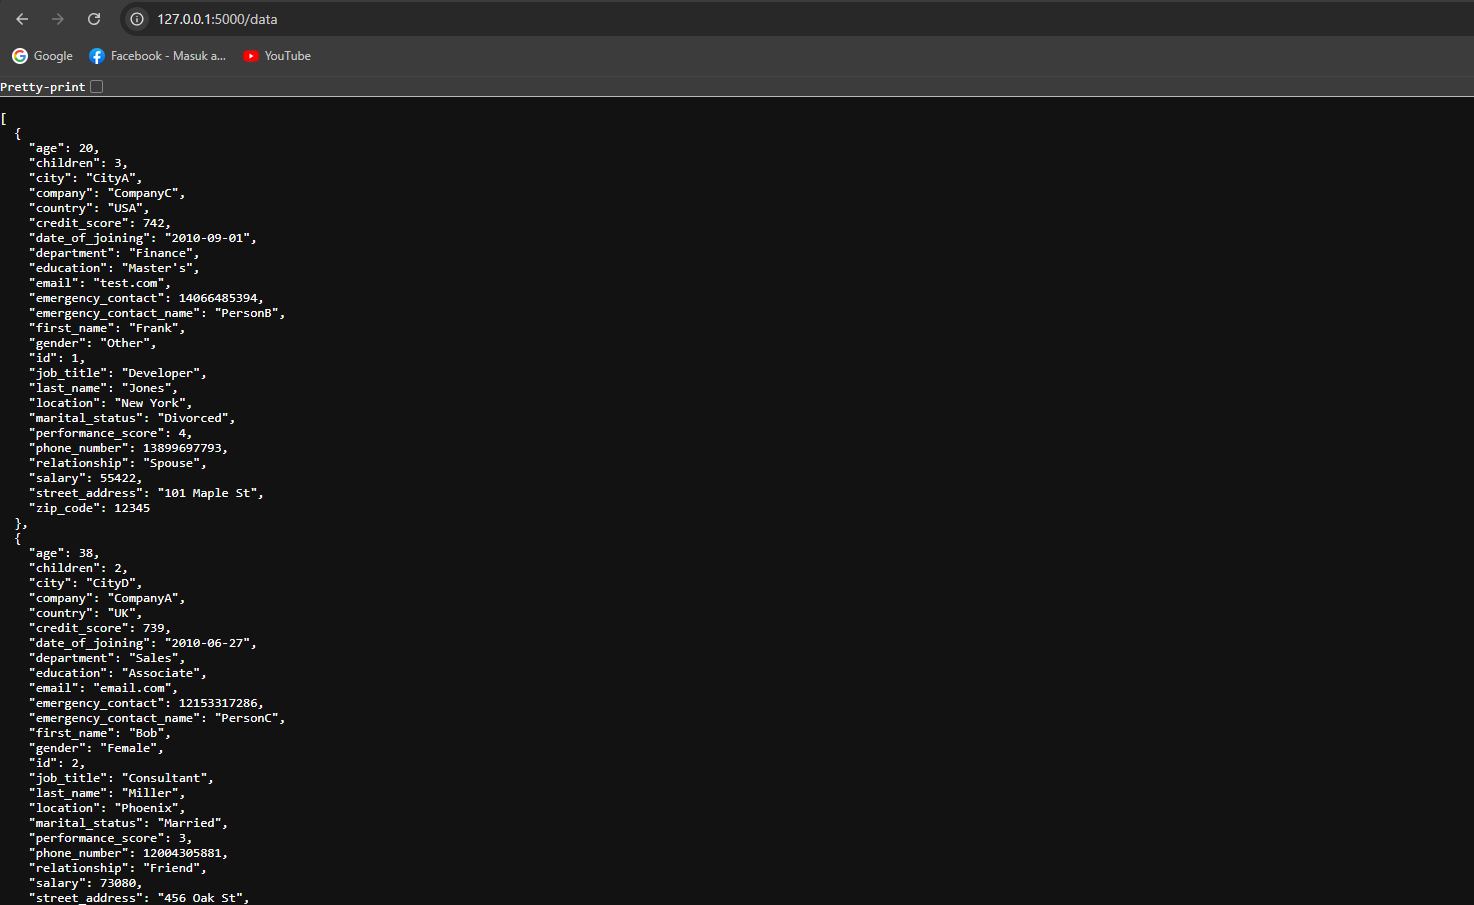 127.0.0.1:5000/data
Google Facebook - Masuk a... YouTube
Pretty-print
[
  {
    "age": 20,
    "children": 3,
    "city": "CityA",
    "company": "CompanyC",
    "country": "USA",
    "credit_score": 742,
    "date_of_joining": "2010-09-01",
    "department": "Finance",
    "education": "Master's",
    "email": "test.com",
    "emergency_contact": 14066485394,
    "emergency_contact_name": "PersonB",
    "first_name": "Frank",
    "gender": "Other",
    "id": 1,
    "job_title": "Developer",
    "last_name": "Jones",
    "location": "New York",
    "marital_status": "Divorced",
    "performance_score": 4,
    "phone_number": 13899697793,
    "relationship": "Spouse",
    "salary": 55422,
    "street_address": "101 Maple St",
    "zip_code": 12345
  },
  {
    "age": 38,
    "children": 2,
    "city": "CityD",
    "company": "CompanyA",
    "country": "UK",
    "credit_score": 739,
    "date_of_joining": "2010-06-27",
    "department": "Sales",
    "education": "Associate",
    "email": "email.com",
    "emergency_contact": 12153317286,
    "emergency_contact_name": "PersonC",
    "first_name": "Bob",
    "gender": "Female",
    "id": 2,
    "job_title": "Consultant",
    "last_name": "Miller",
    "location": "Phoenix",
    "marital_status": "Married",
    "performance_score": 3,
    "phone_number": 12004305881,
    "relationship": "Friend",
    "salary": 73080,
    "street_address": "456 Oak St",